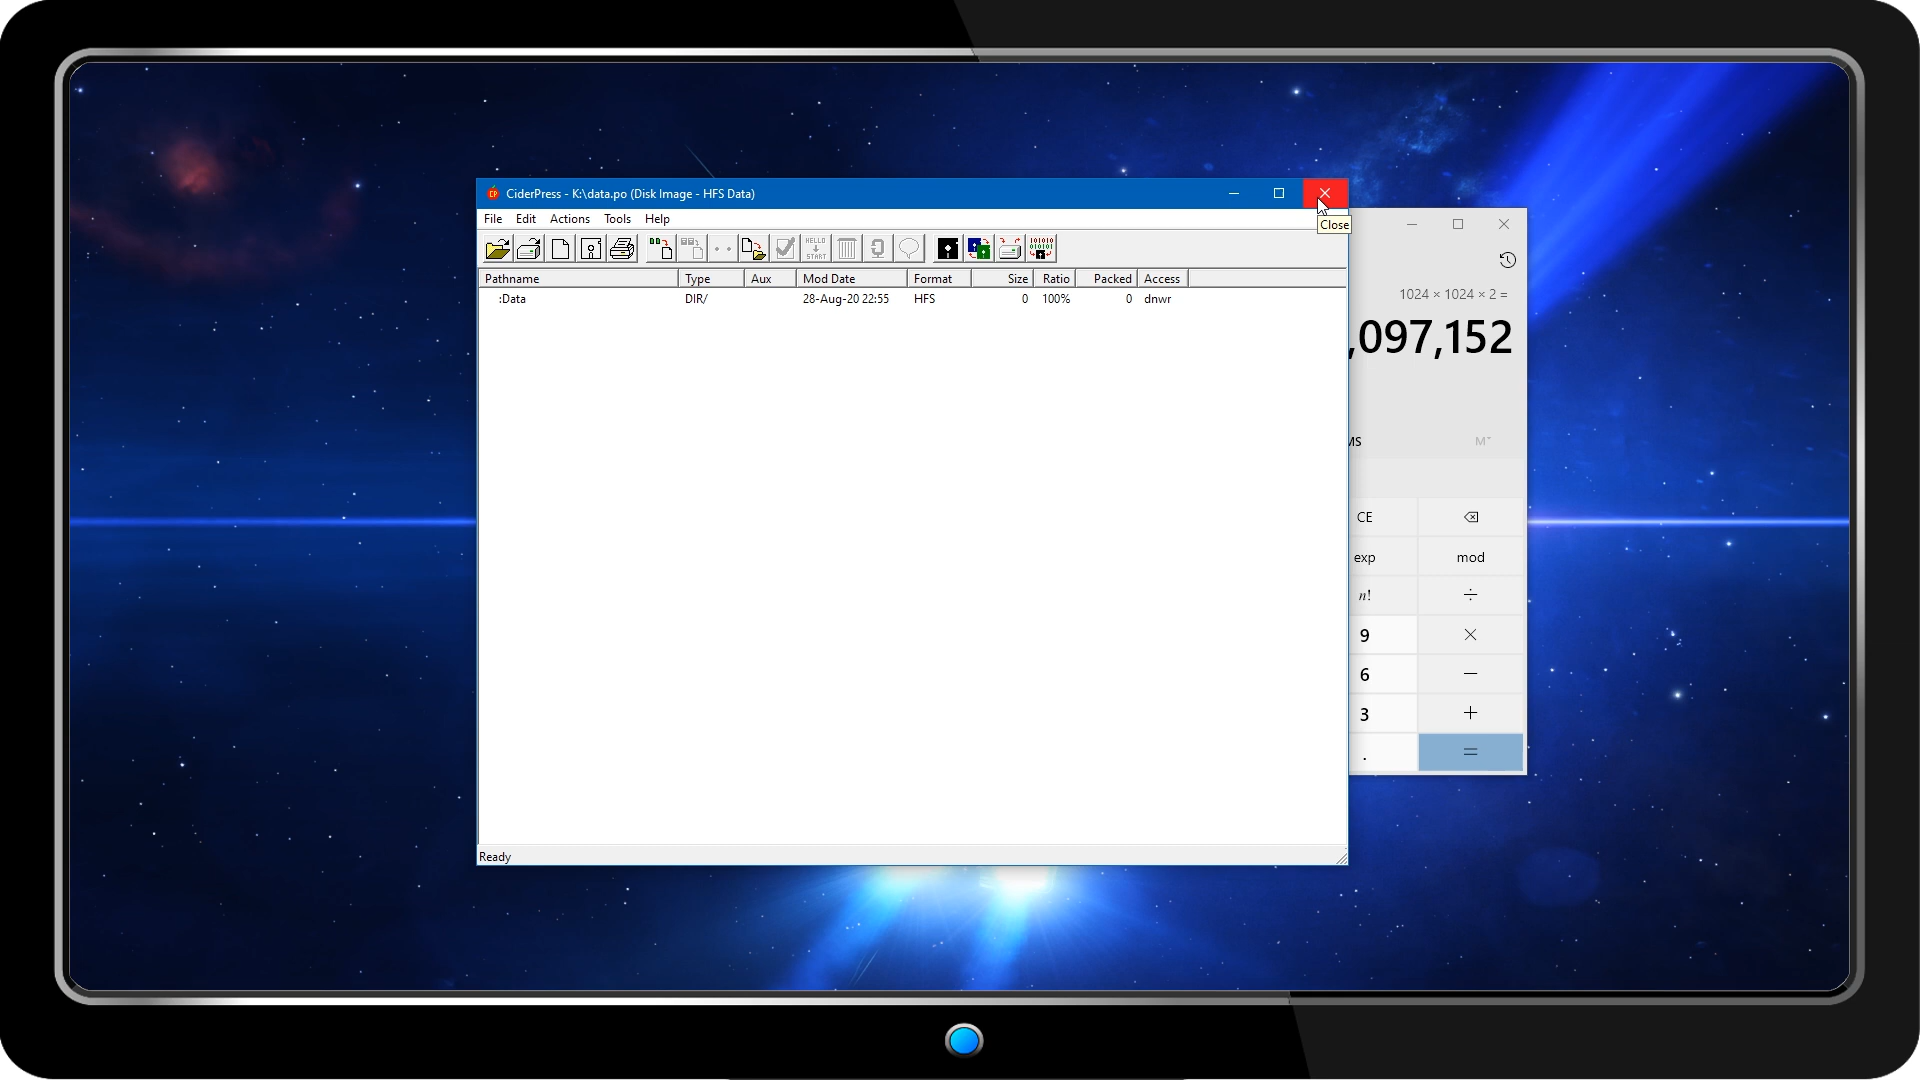 CiderPress - K:\data.po (Disk Image - HFS Data)
Close
File Edit Actions Tools Help
HELLO START
Pathname Type Aux Mod Date Format Size Ratio Packed Access
:Data DIR/ 28-Aug-20 22:55 HFS 0 100% 0 dnwr
Ready
1024 × 1024 × 2 =
,097,152
MS M˅
CE
exp mod
n! ÷
9 ×
6 −
3 +
. =